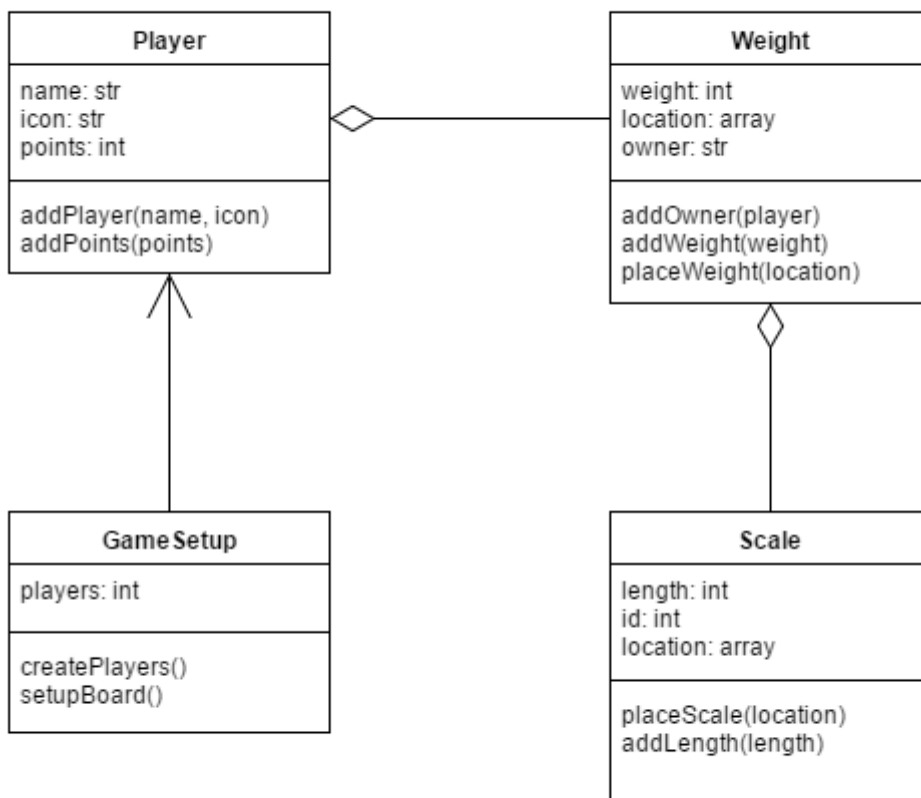 Player
name: str
icon: str
points: int
addPlayer(name, icon)
addPoints(points)
Weight
weight: int
location: array
owner: str
addOwner(player)
addWeight(weight)
placeWeight(location)
GameSetup
players: int
createPlayers()
setupBoard()
Scale
length: int
id: int
location: array
placeScale(location)
addLength(length)